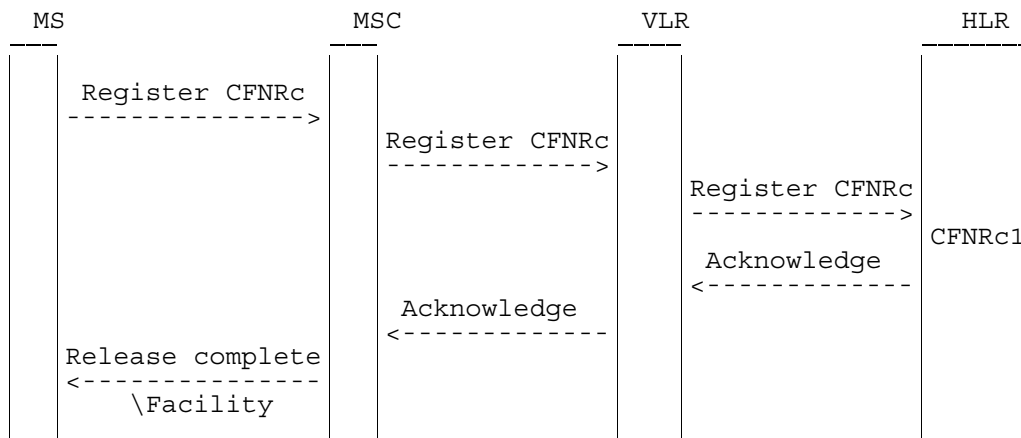 MS MSC VLR HLR
Register CFNRc
--------------->
Register CFNRc
------------->
Register CFNRc
------------->
CFNRc1
Acknowledge
<-------------
Acknowledge
<-------------
Release complete
<---------------
\Facility